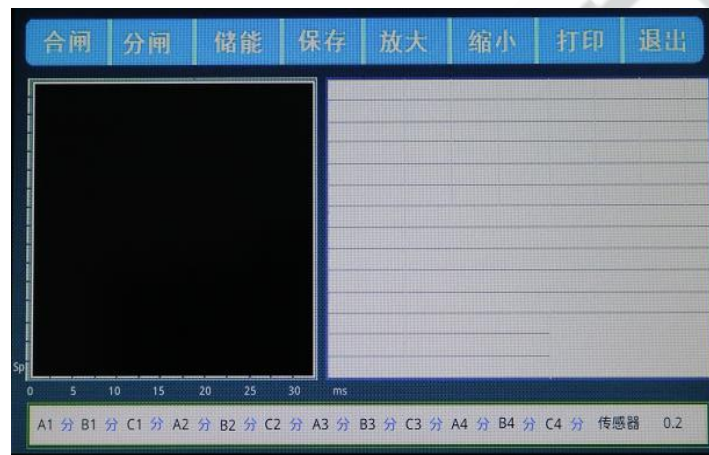 合闸 分闸 储能 保存 放大 缩小 打印 退出
Sp
0 5 10 15 20 25 30 ms
A1 分 B1 分 C1 分 A2 分 B2 分 C2 分 A3 分 B3 分 C3 分 A4 分 B4 分 C4 分 传感器 0.2